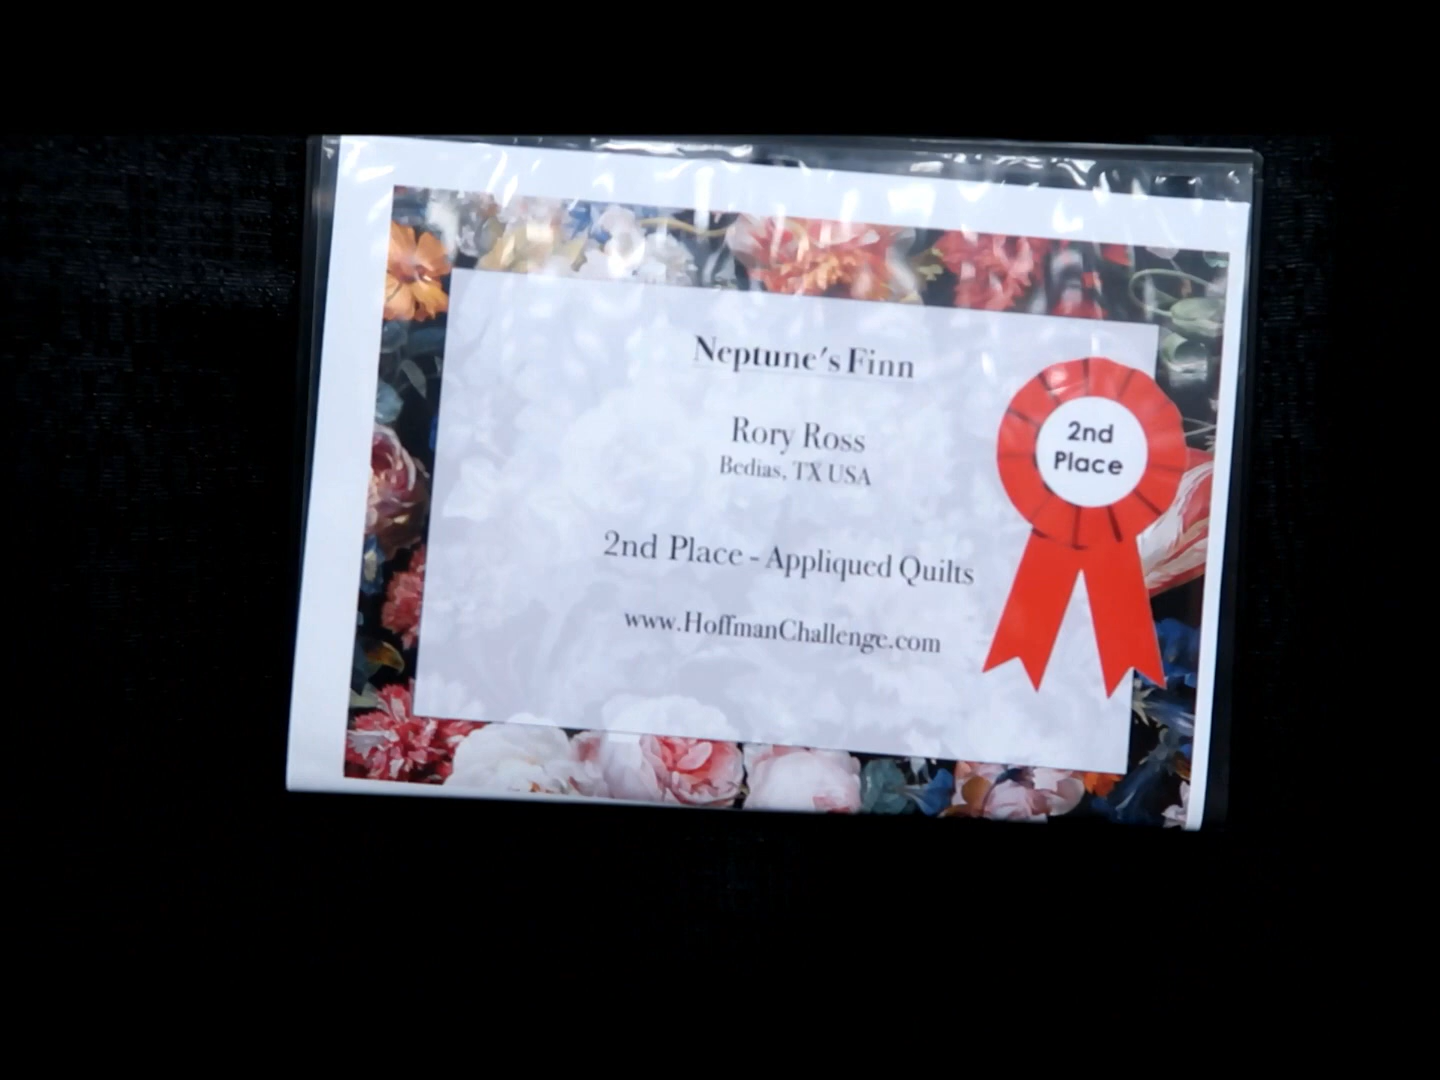 Neptune's Finn
Rory Ross
Bedias, TX USA
2nd Place - Appliqued Quilts
www.HoffmanChallenge.com
2nd
Place